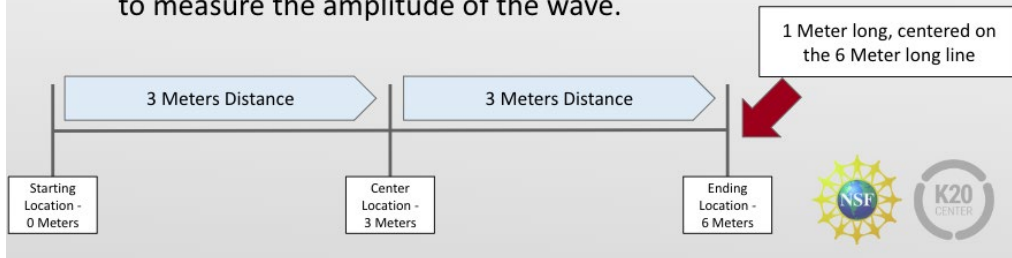 to measure the amplitude of the wave.
1 Meter long, centered on
the 6 Meter long line
3 Meters Distance
3 Meters Distance
Starting
Location -
0 Meters
Center
Location -
3 Meters
Ending
Location -
6 Meters
NSF
K20
CENTER